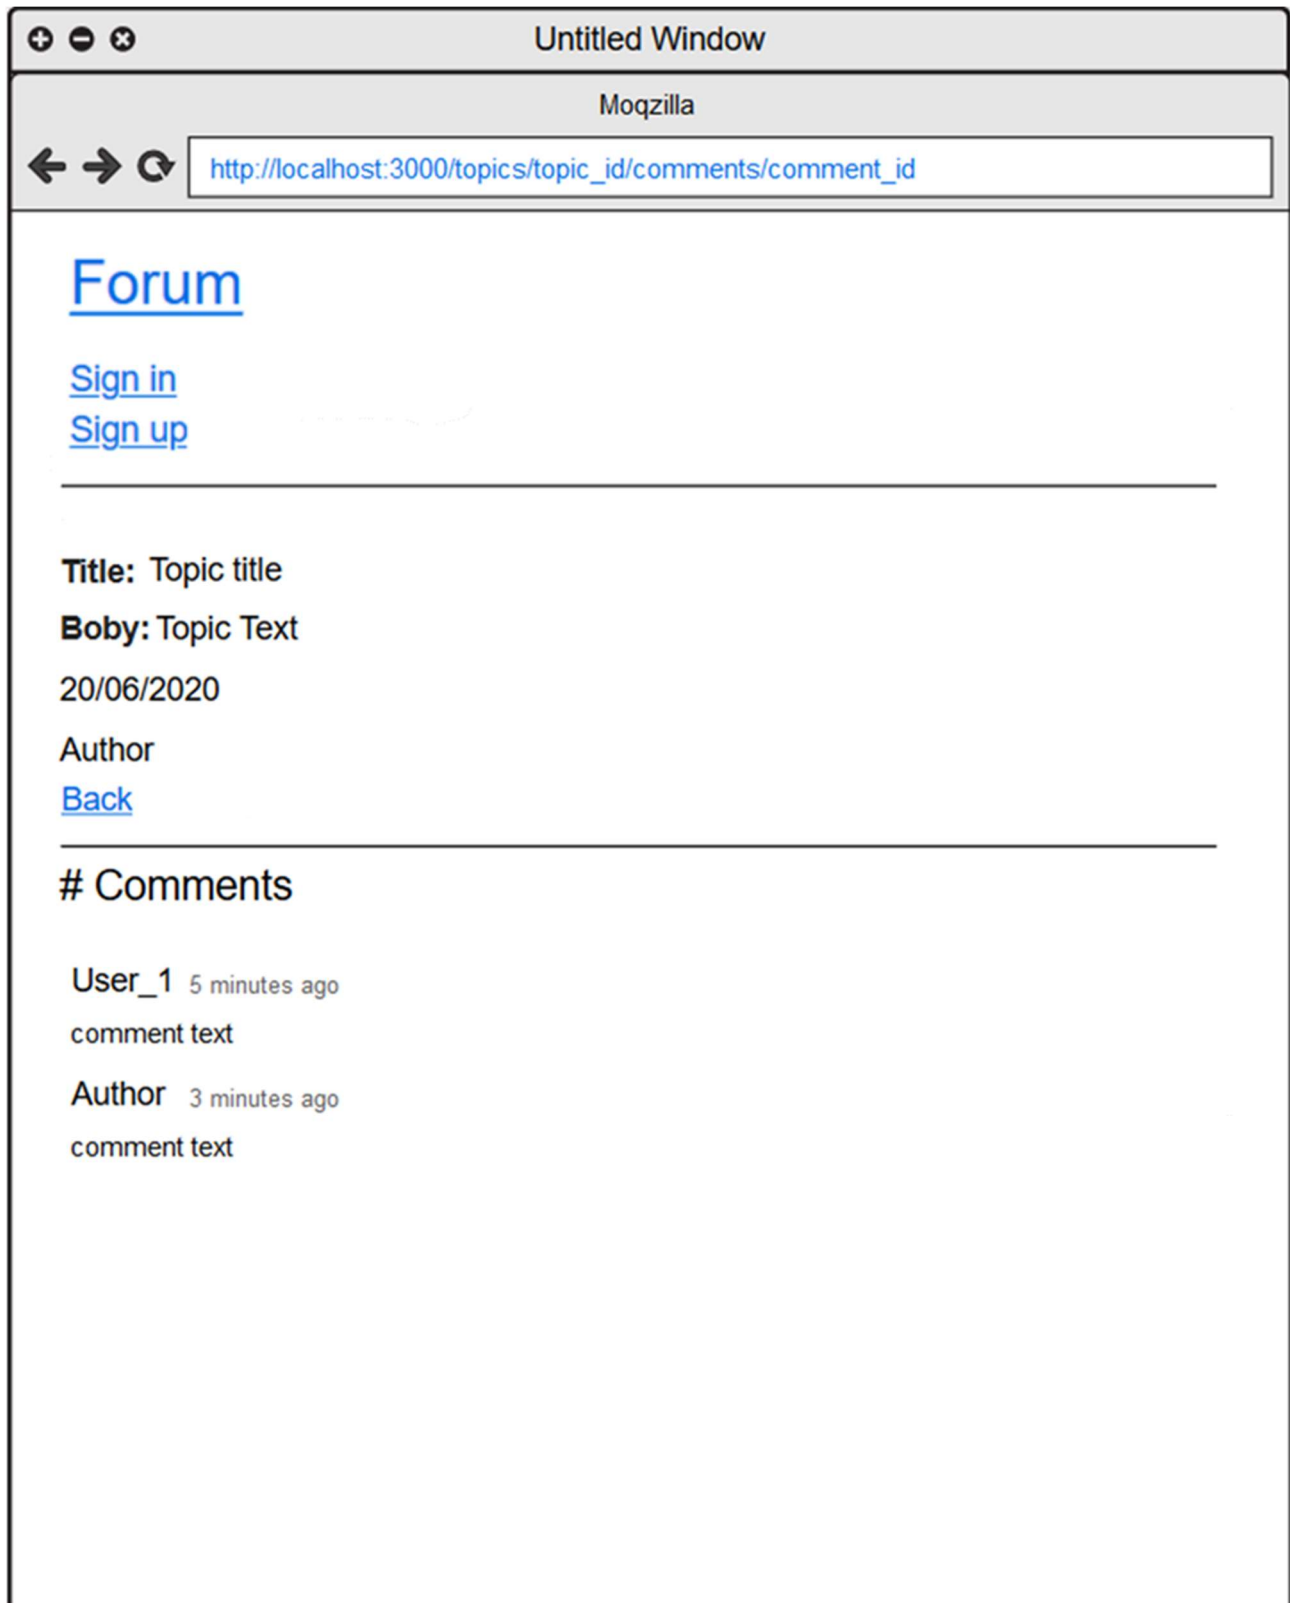 Untitled Window
Moqzilla
http://localhost:3000/topics/topic_id/comments/comment_id
Forum
Sign in
Sign up
Title: Topic title
Boby: Topic Text
20/06/2020
Author
Back
# Comments
User_1 5 minutes ago
comment text
Author 3 minutes ago
comment text